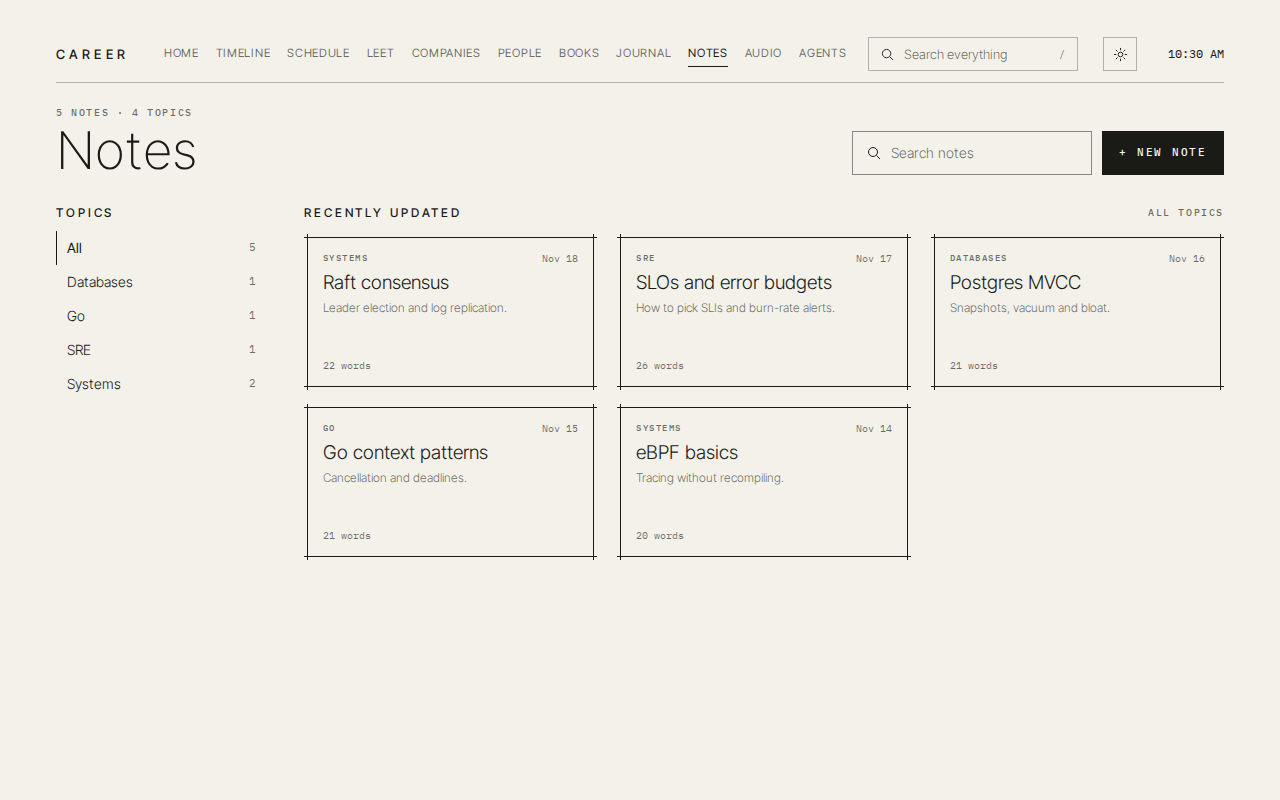 CAREER HOME TIMELINE SCHEDULE LEET COMPANIES PEOPLE BOOKS JOURNAL NOTES AUDIO AGENTS Search everything / 10:30 AM
5 NOTES · 4 TOPICS
Notes
Search notes
+ NEW NOTE
TOPICS
All 5
Databases 1
Go 1
SRE 1
Systems 2
RECENTLY UPDATED ALL TOPICS
SYSTEMS Nov 18
Raft consensus
Leader election and log replication.
22 words
SRE Nov 17
SLOs and error budgets
How to pick SLIs and burn-rate alerts.
26 words
DATABASES Nov 16
Postgres MVCC
Snapshots, vacuum and bloat.
21 words
GO Nov 15
Go context patterns
Cancellation and deadlines.
21 words
SYSTEMS Nov 14
eBPF basics
Tracing without recompiling.
20 words